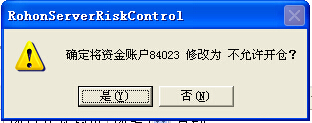 RohonServerRiskControl
确定将资金账户84023 修改为 不允许开仓?
是(Y)
否(N)